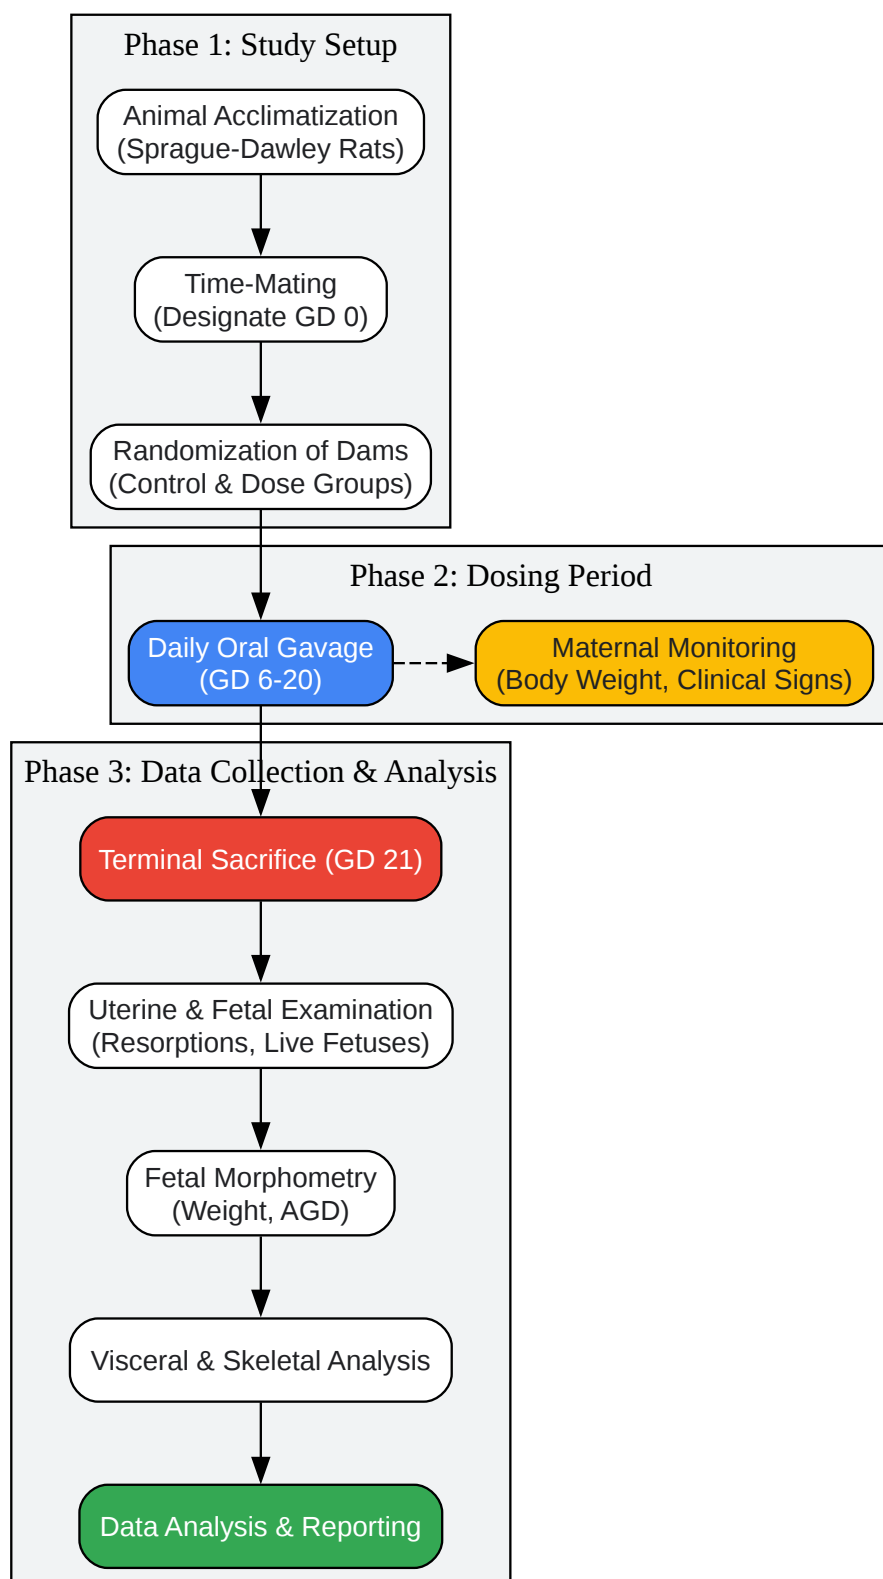 Phase 1: Study Setup
Animal Acclimatization
(Sprague-Dawley Rats)
Time-Mating
(Designate GD 0)
Randomization of Dams
(Control & Dose Groups)
Phase 2: Dosing Period
Daily Oral Gavage
(GD 6-20)
Maternal Monitoring
(Body Weight, Clinical Signs)
Phase 3: Data Collection & Analysis
Terminal Sacrifice (GD 21)
Uterine & Fetal Examination
(Resorptions, Live Fetuses)
Fetal Morphometry
(Weight, AGD)
Visceral & Skeletal Analysis
Data Analysis & Reporting